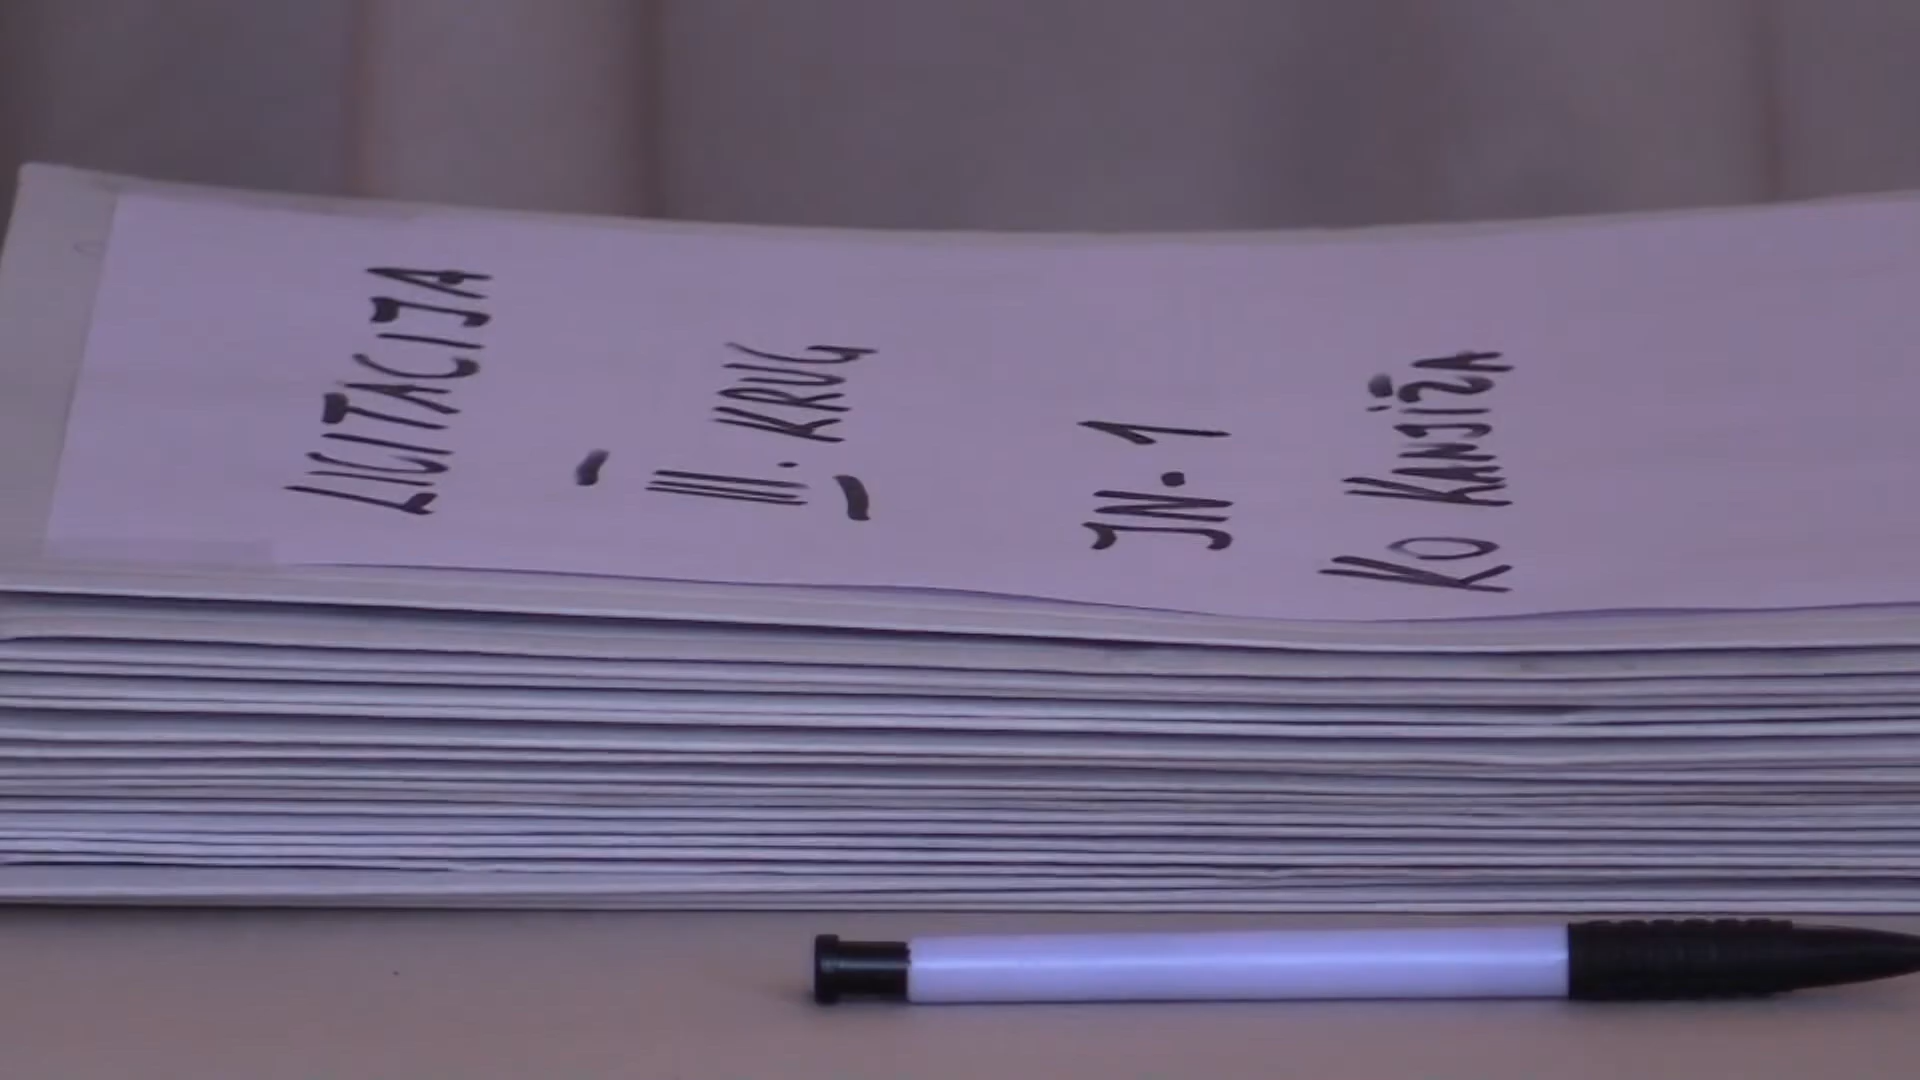 LICITACIJA
- III. KRUG -
JN. 1
KO KANJIŽA